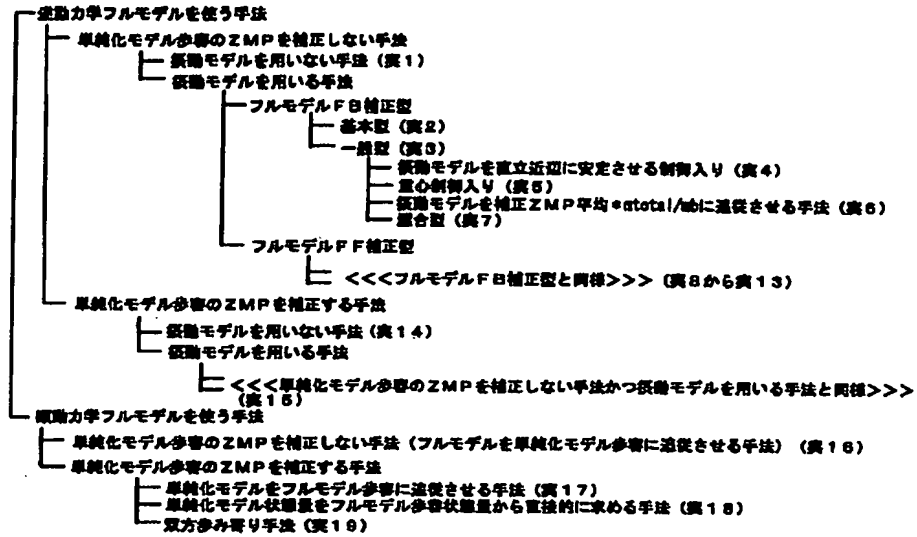 逆動力学フルモデルを使う手法
単純化モデル歩容のZMPを補正しない手法
摂動モデルを用いない手法（実1）
摂動モデルを用いる手法
フルモデルFB補正型
基本型（実2）
一般型（実3）
摂動モデルを直立近辺に安定させる制御入り（実4）
重心制御入り（実5）
摂動モデルを補正ZMP平均*mtotal/mbに追従させる手法（実6）
混合型（実7）
フルモデルFF補正型
<<<フルモデルFB補正型と同様>>>（実8から実13）
単純化モデル歩容のZMPを補正する手法
摂動モデルを用いない手法（実14）
摂動モデルを用いる手法
<<<単純化モデル歩容のZMPを補正しない手法かつ摂動モデルを用いる手法と同様>>>
（実15）
順動力学フルモデルを使う手法
単純化モデル歩容のZMPを補正しない手法（フルモデルを単純化モデル歩容に追従させる手法）（実16）
単純化モデル歩容のZMPを補正する手法
単純化モデルをフルモデル歩容に追従させる手法（実17）
単純化モデル状態量をフルモデル歩容状態量から直接的に求める手法（実18）
双方歩み寄り手法（実19）